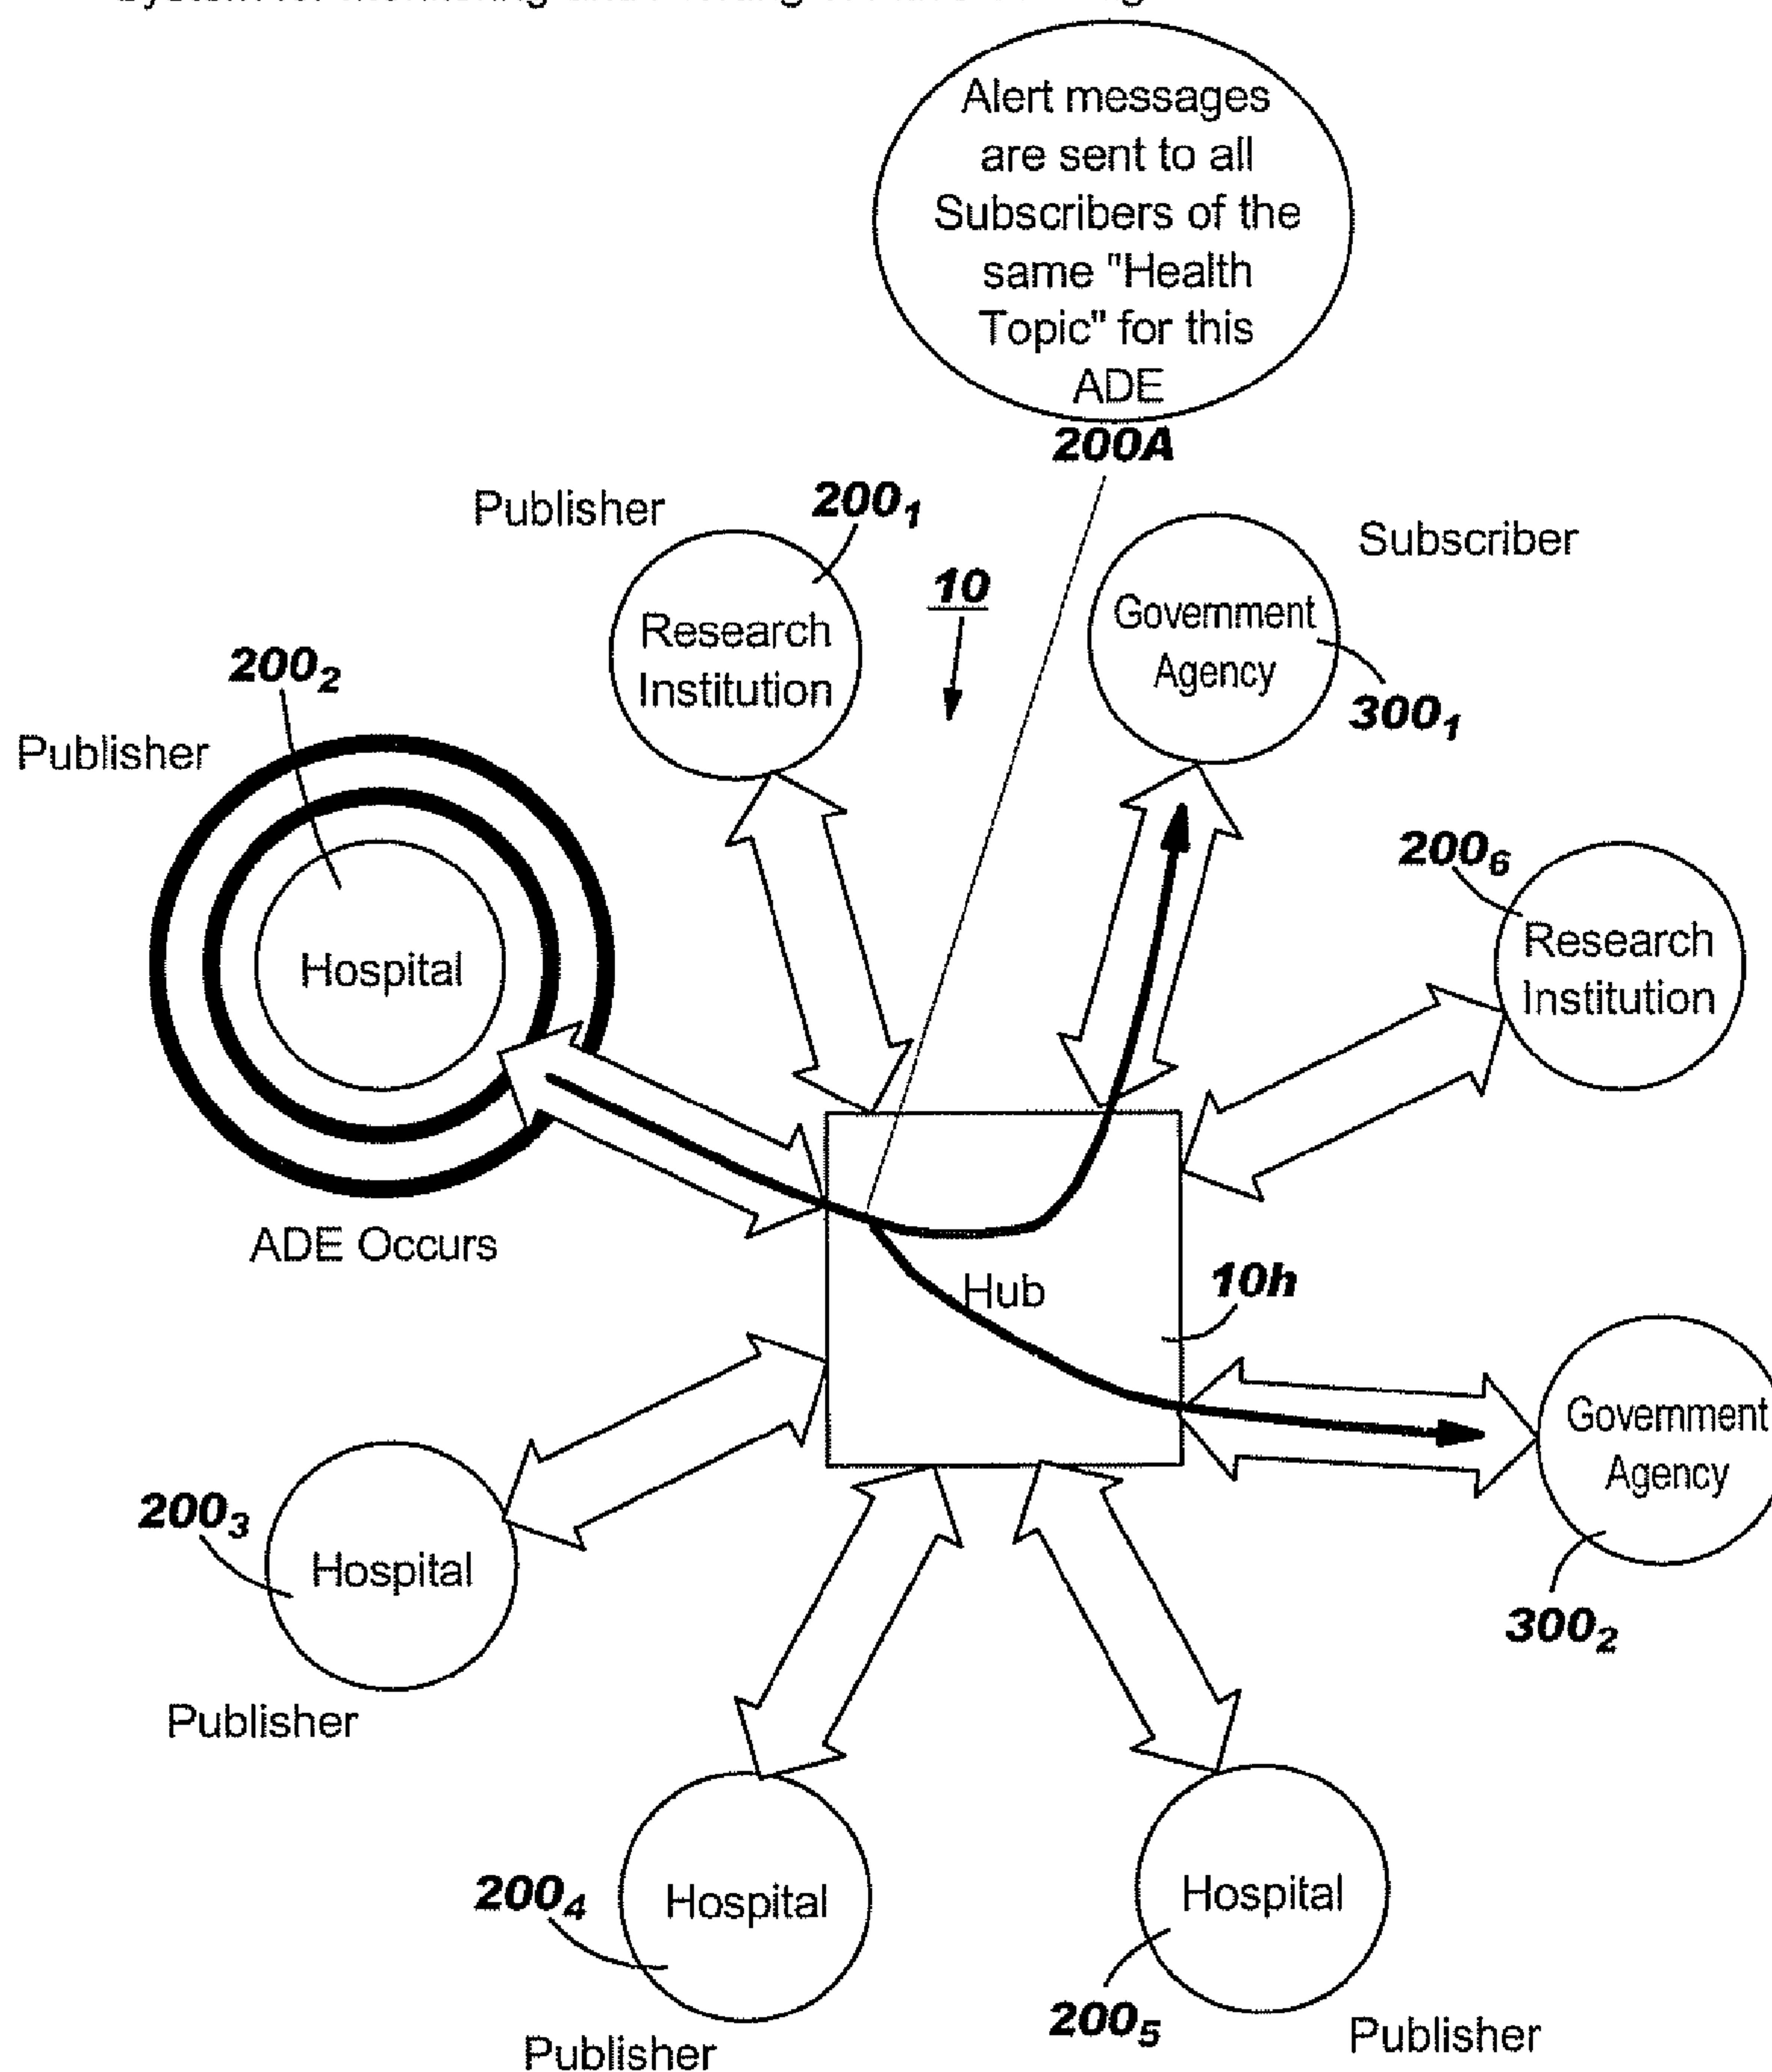 Alert messages
are sent to all
Subscribers of the
same "Health
Topic" for this
ADE
200A
Publisher
200₁
Subscriber
10
Research
Institution
Government
Agency
300₁
200₂
Publisher
Hospital
ADE Occurs
200₆
Research
Institution
Hub
10h
Government
Agency
300₂
200₃
Hospital
Publisher
200₄
Hospital
Publisher
Hospital
200₅
Publisher